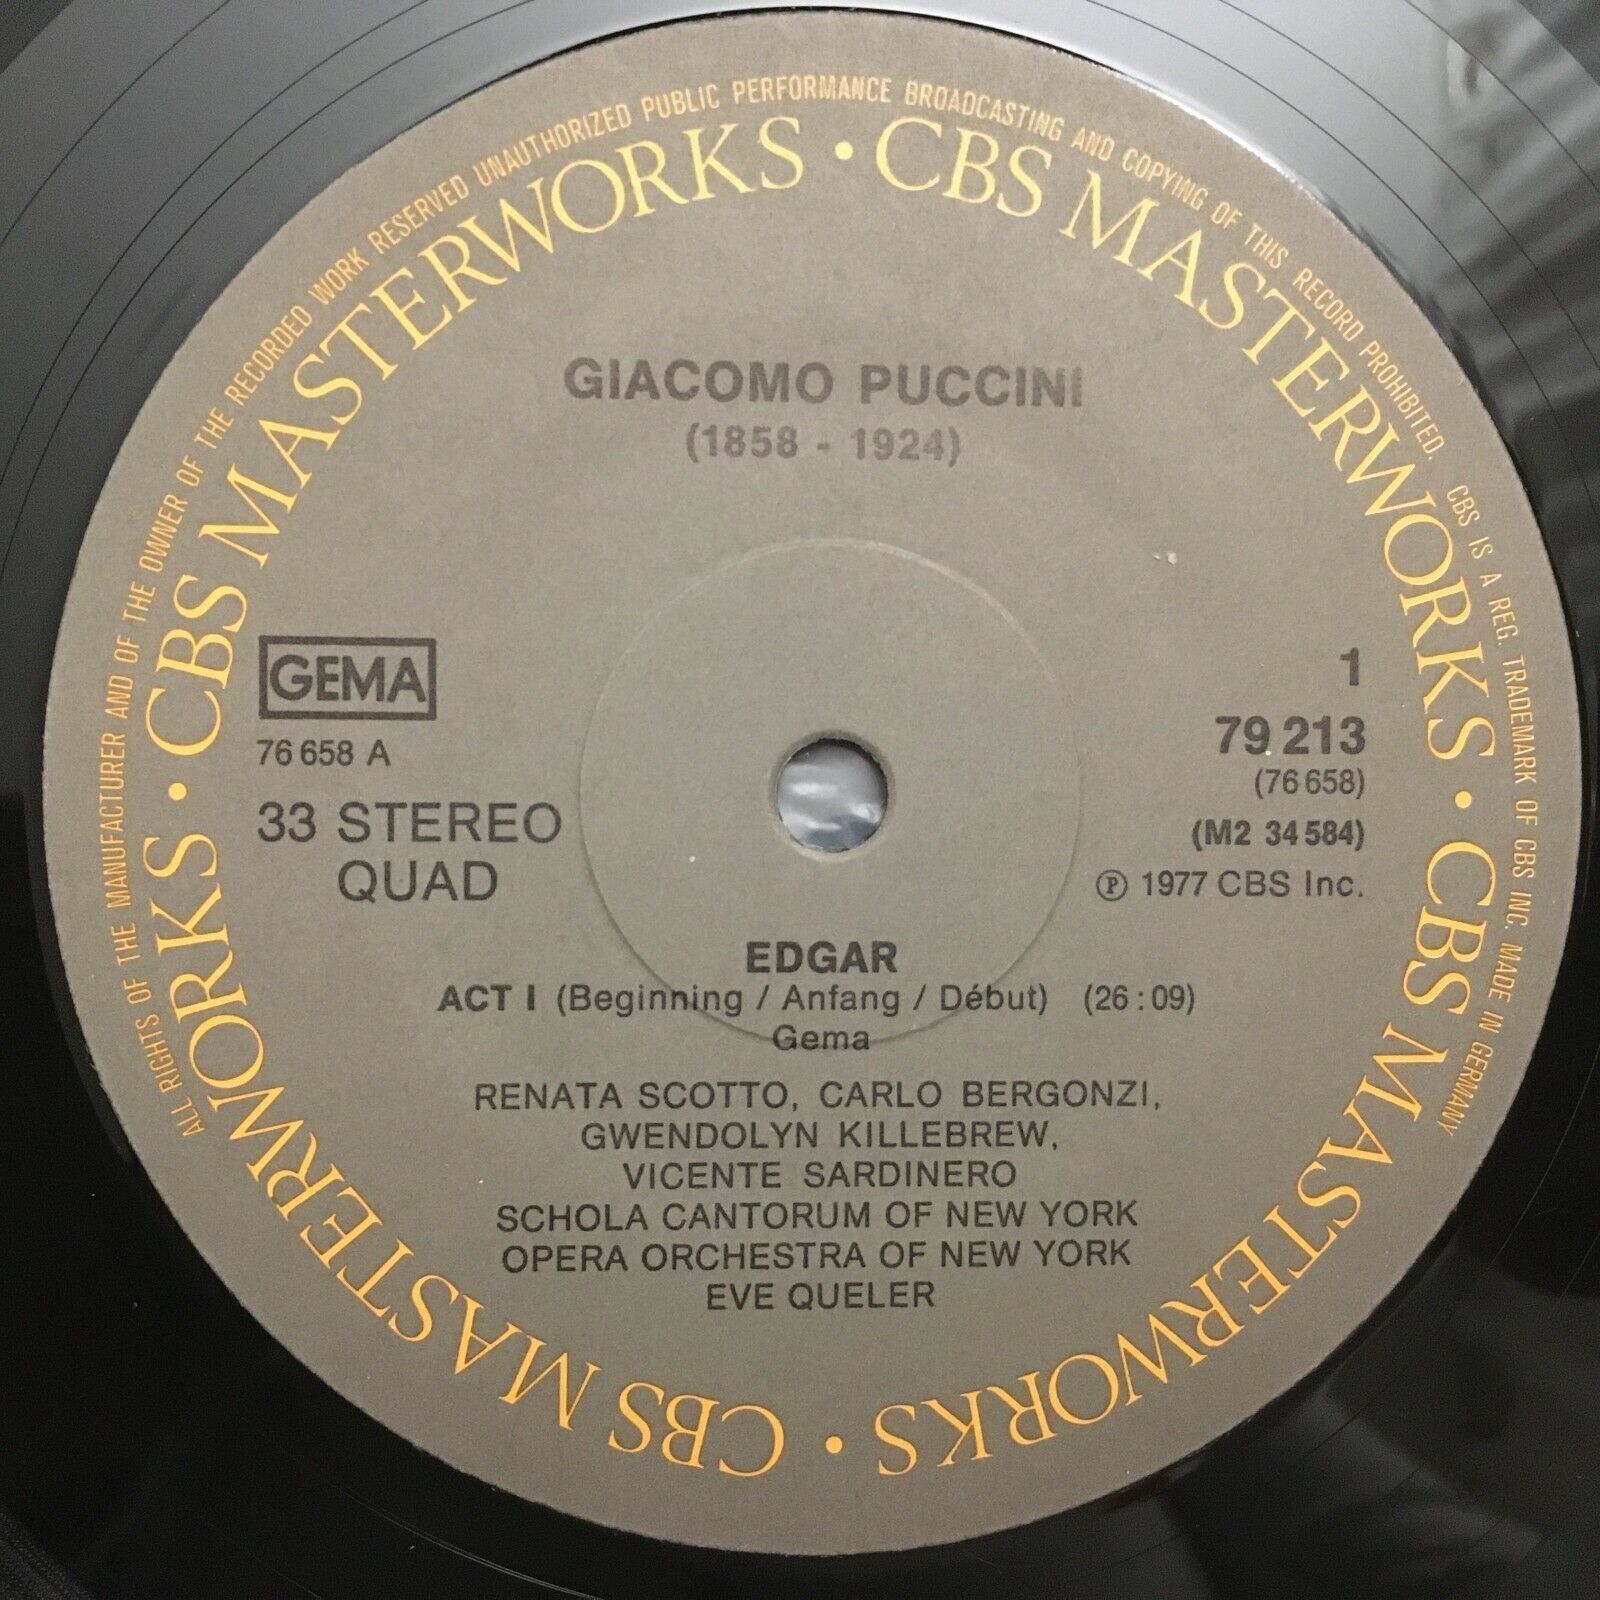 ALL RIGHTS OF THE MANUFACTURER AND OF THE OWNER OF THE RECORDED WORK RESERVED UNAUTHORIZED PUBLIC PERFORMANCE BROADCASTING AND COPYING OF THIS RECORD PROHIBITED. CBS IS A REG. TRADEMARK OF CBS INC. MADE IN GERMANY
CBS MASTERWORKS · CBS MASTERWORKS · CBS MASTERWORKS · CBS MASTERWORKS ·
GIACOMO PUCCINI
(1858 - 1924)
GEMA
76 658 A
33 STEREO
QUAD
1
79 213
(76 658)
(M2 34 584)
℗ 1977 CBS Inc.
EDGAR
ACT I (Beginning / Anfang / Début) (26:09)
Gema
RENATA SCOTTO, CARLO BERGONZI,
GWENDOLYN KILLEBREW,
VICENTE SARDINERO
SCHOLA CANTORUM OF NEW YORK
OPERA ORCHESTRA OF NEW YORK
EVE QUELER